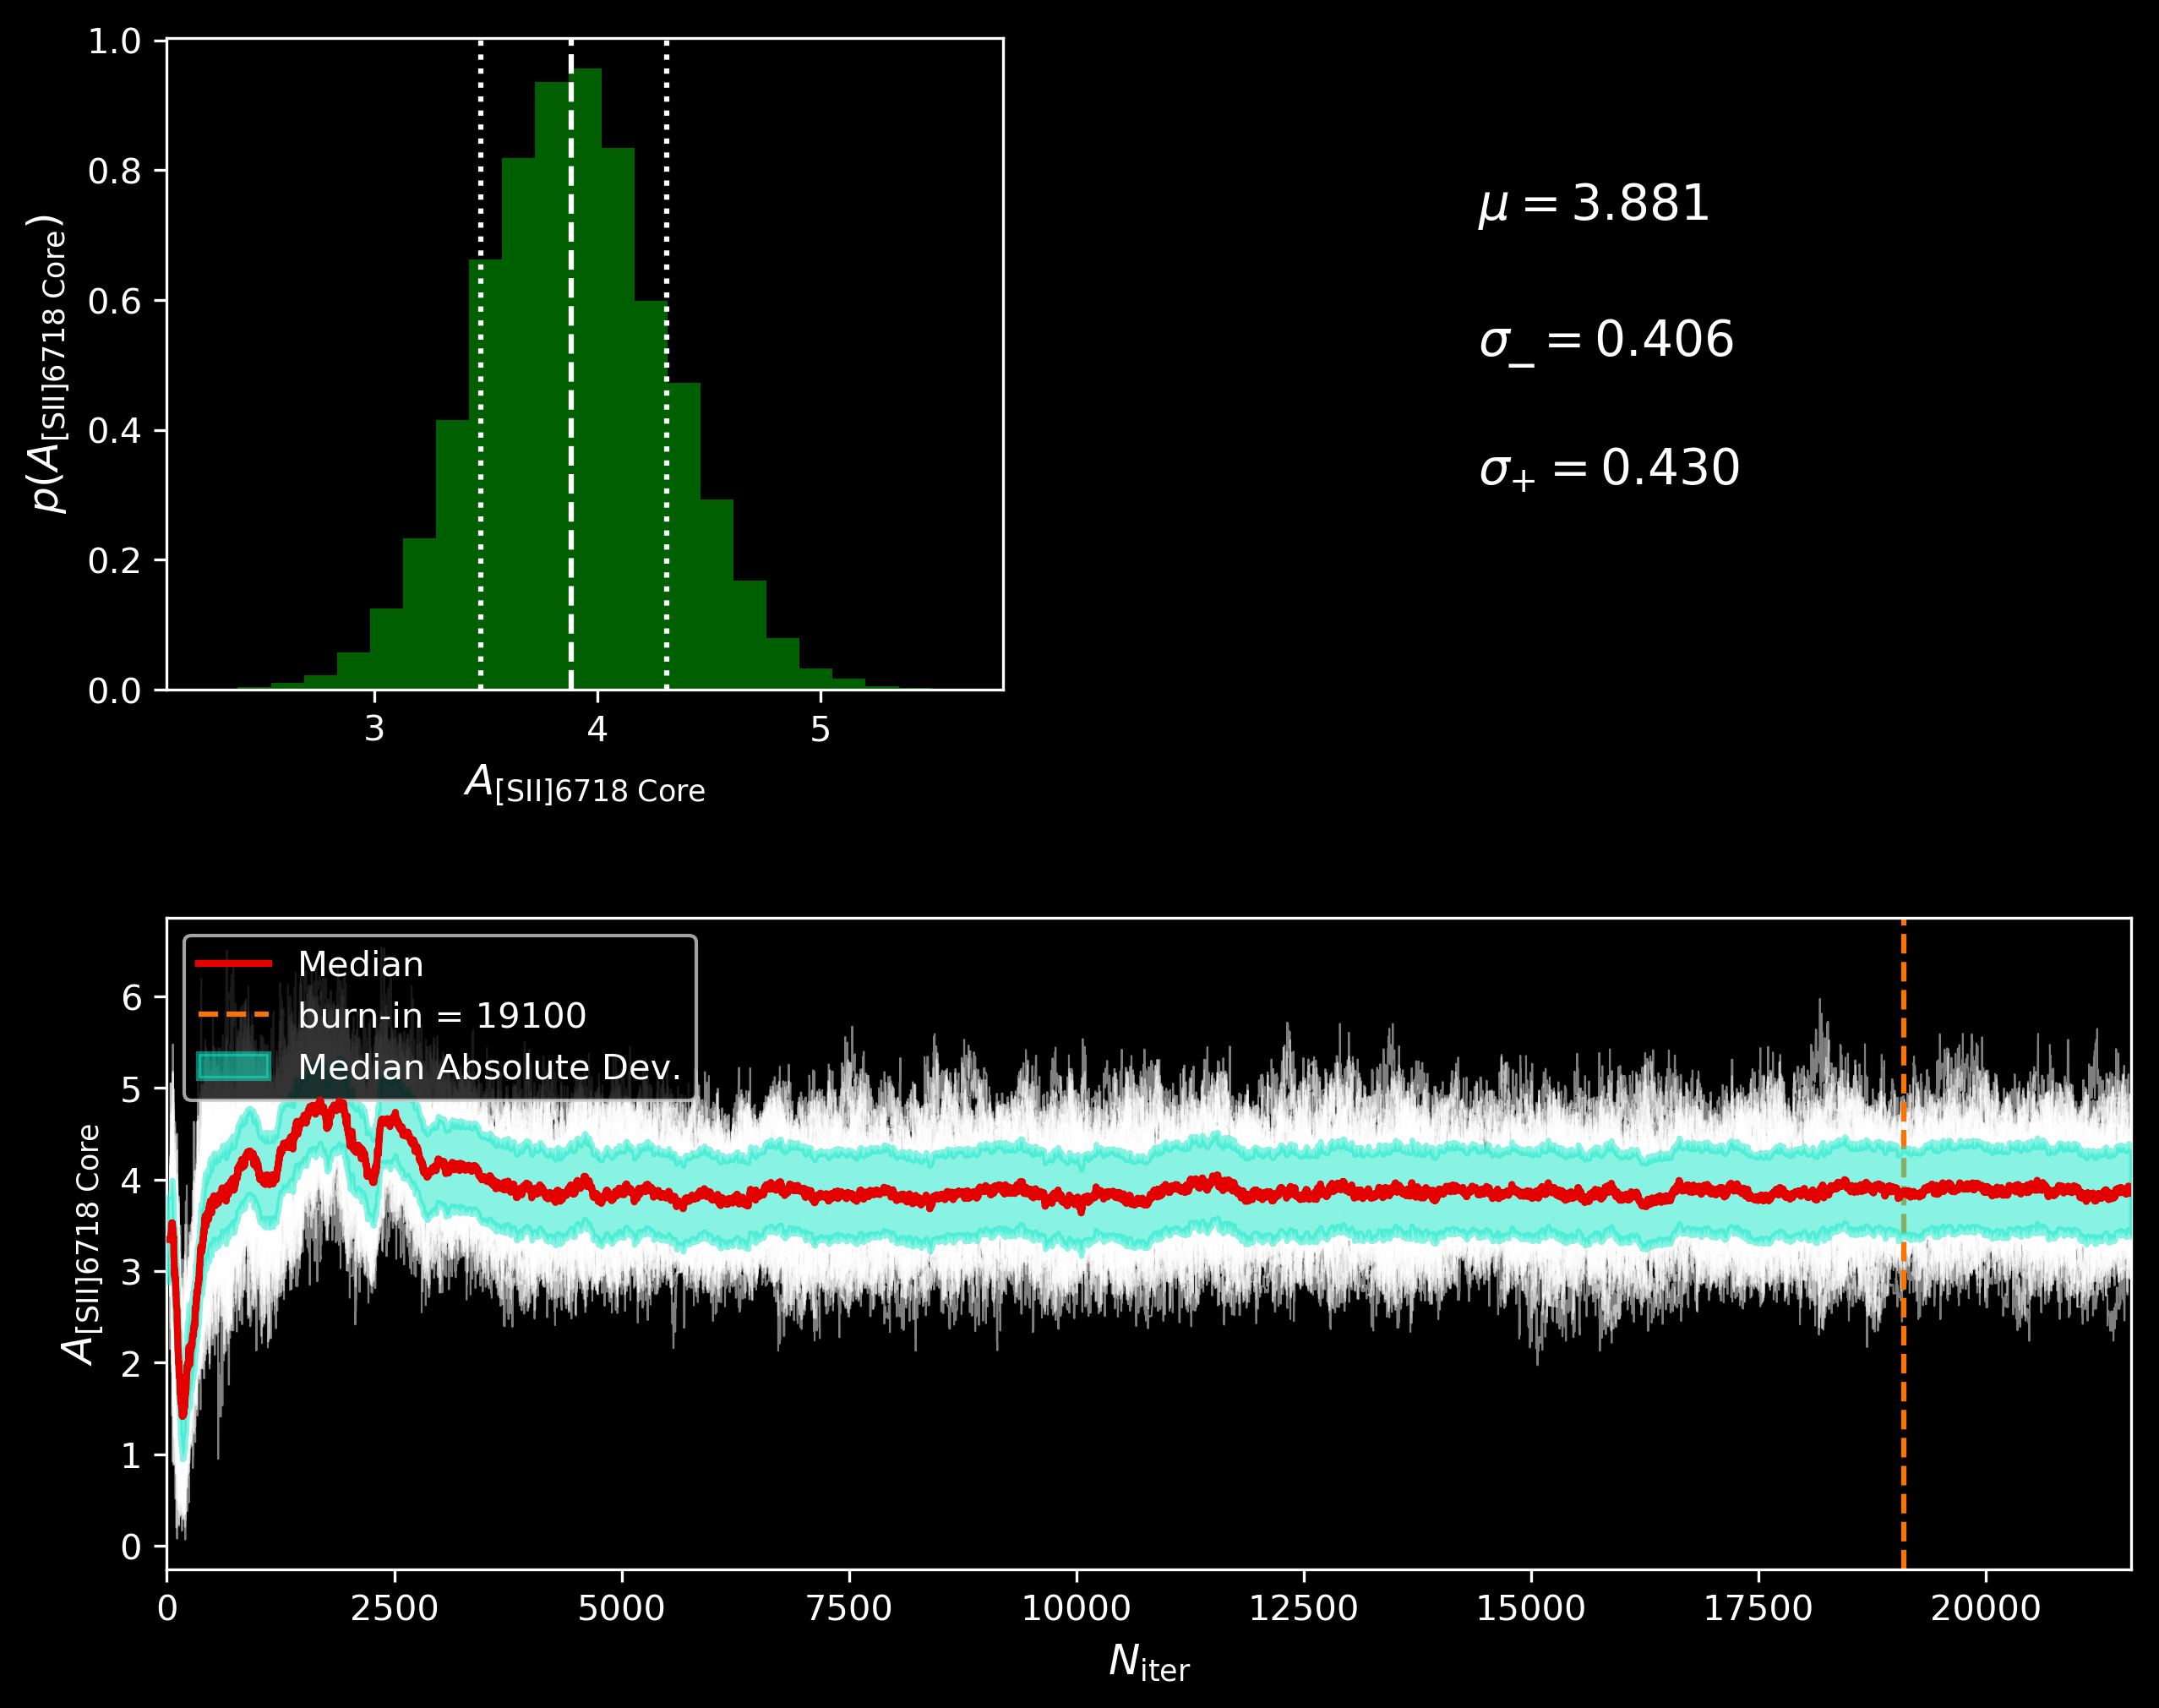 1.0
0.8
0.6
0.4
0.2
0.0
p(A[SII]6718 Core)
3 4 5
A[SII]6718 Core
μ = 3.881
σ− = 0.406
σ+ = 0.430
Median
burn-in = 19100
Median Absolute Dev.
6
5
4
3
2
1
0
A[SII]6718 Core
0 2500 5000 7500 10000 12500 15000 17500 20000
Niter